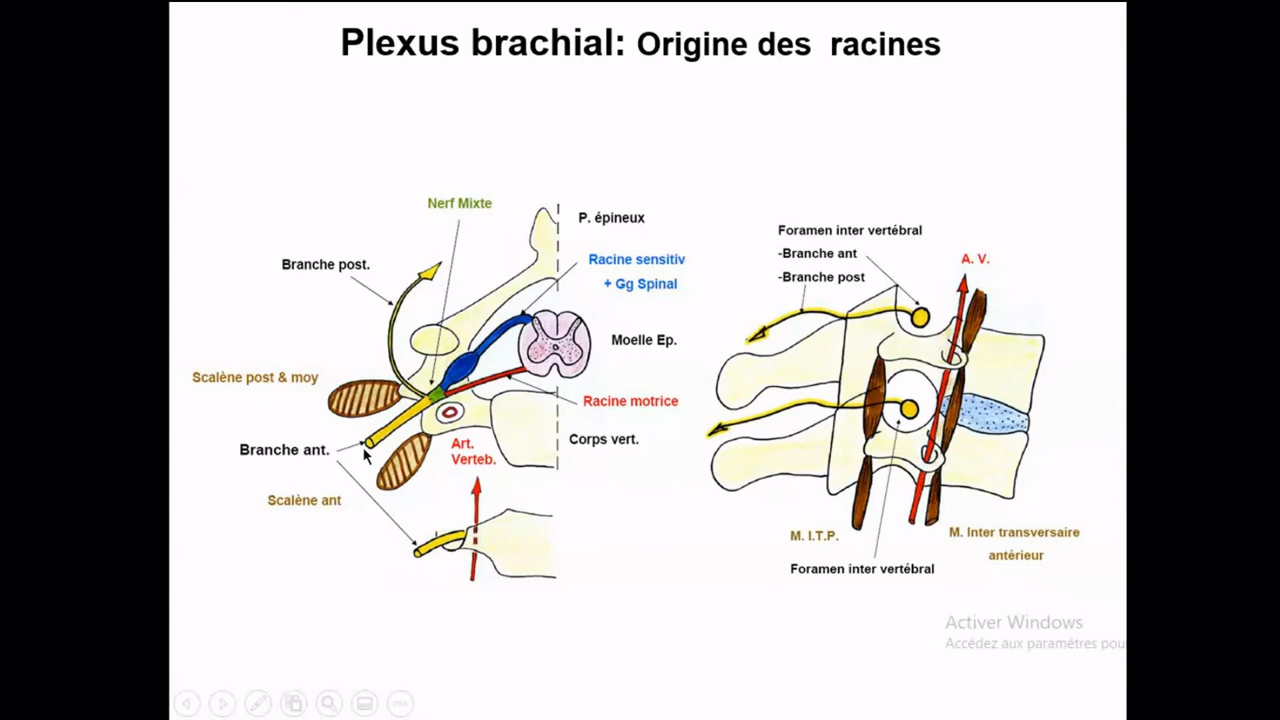 Plexus brachial: Origine des racines
Nerf Mixte
P. épineux
Branche post.
Racine sensitiv
+ Gg Spinal
Moelle Ep.
Scalène post & moy
Racine motrice
Branche ant.
Art.
Verteb.
Corps vert.
Scalène ant
Foramen inter vertébral
-Branche ant
-Branche post
A. V.
M. I.T.P.
M. Inter transversaire
antérieur
Foramen inter vertébral
Activer Windows
Accédez aux paramètres pou